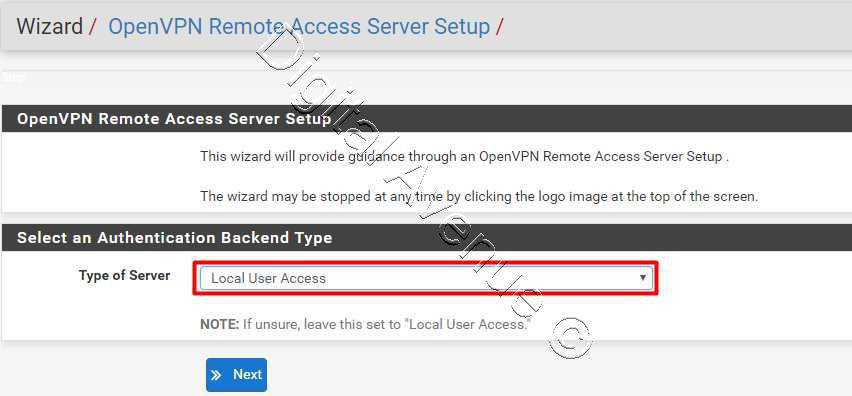 Wizard / OpenVPN Remote Access Server Setup /
Step
OpenVPN Remote Access Server Setup
This wizard will provide guidance through an OpenVPN Remote Access Server Setup .
The wizard may be stopped at any time by clicking the logo image at the top of the screen.
Select an Authentication Backend Type
Type of Server
Local User Access
NOTE: If unsure, leave this set to "Local User Access."
Next
Digital Avenue ©